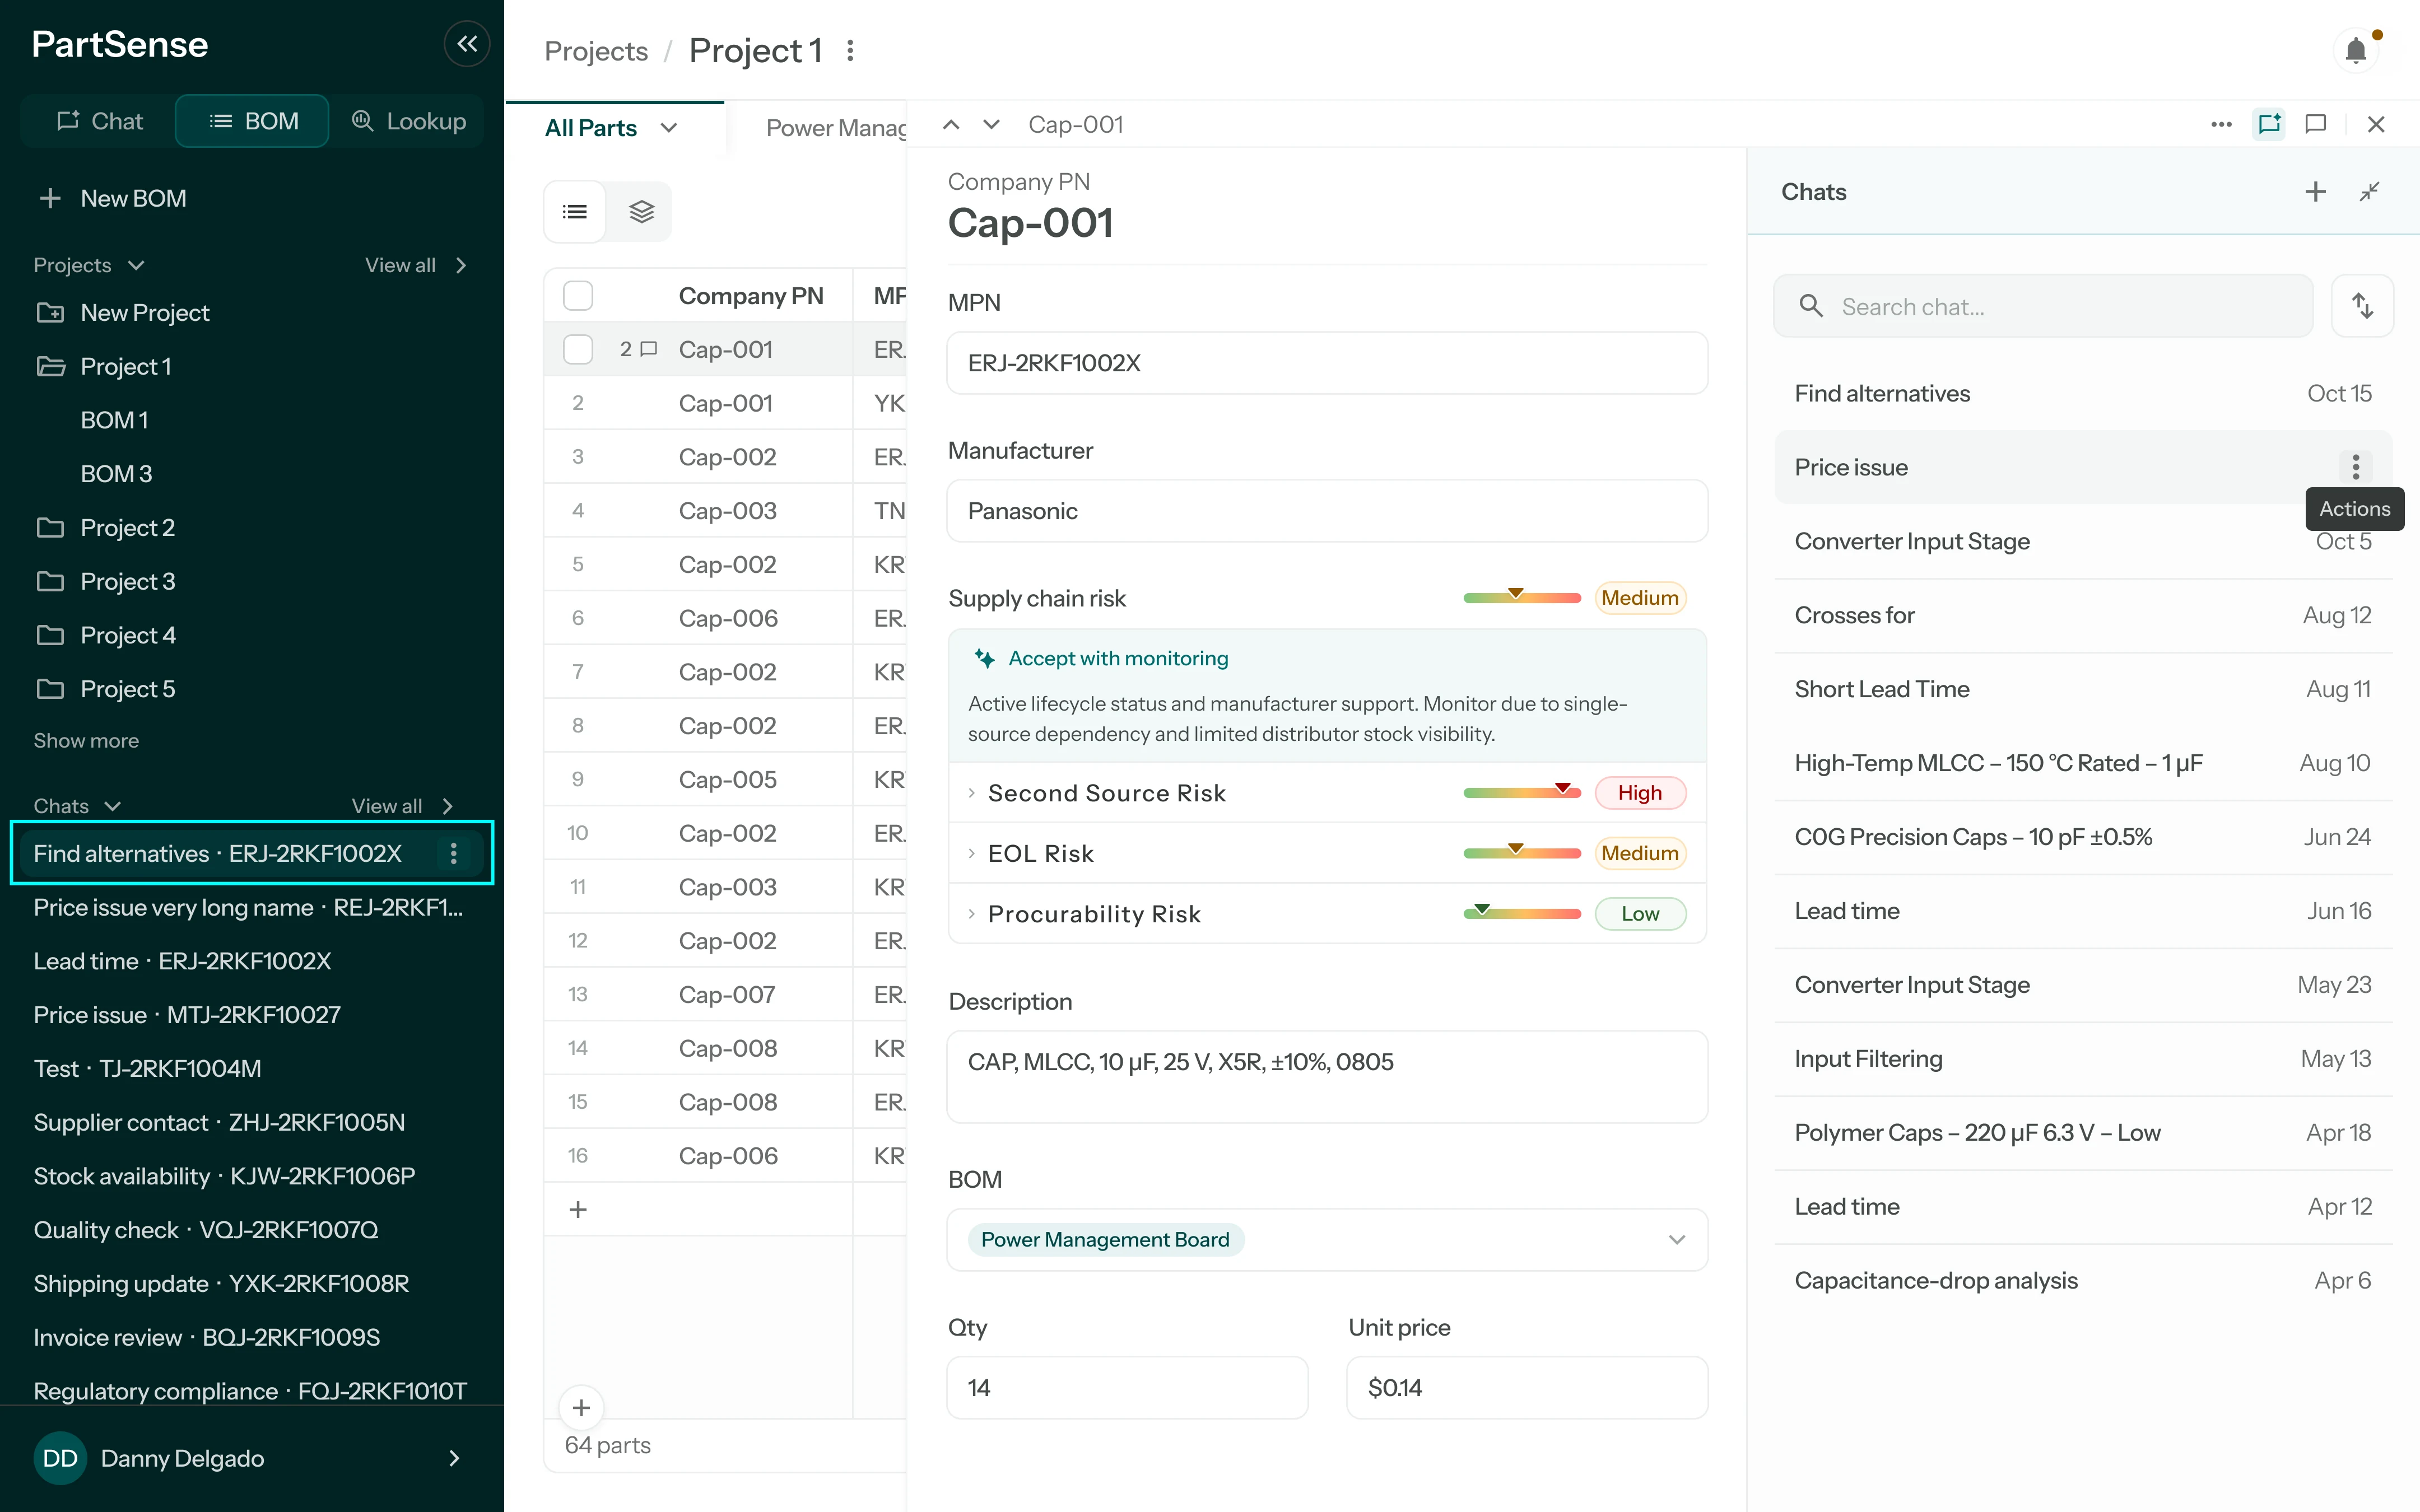 PartSense
Chat
BOM
Lookup
New BOM
Projects
View all
New Project
Project 1
BOM 1
BOM 3
Project 2
Project 3
Project 4
Project 5
Show more
Chats
View all
Find alternatives · ERJ-2RKF1002X
Price issue very long name · REJ-2RKF1...
Lead time · ERJ-2RKF1002X
Price issue · MTJ-2RKF10027
Test · TJ-2RKF1004M
Supplier contact · ZHJ-2RKF1005N
Stock availability · KJW-2RKF1006P
Quality check · VQJ-2RKF1007Q
Shipping update · YXK-2RKF1008R
Invoice review · BQJ-2RKF1009S
Regulatory compliance · FQJ-2RKF1010T
DD Danny Delgado
Projects / Project 1
All Parts
Power Manag
Company PN MP
2 Cap-001 ER.
2 Cap-001 YK
3 Cap-002 ER.
4 Cap-003 TN
5 Cap-002 KR
6 Cap-006 ER.
7 Cap-002 KR
8 Cap-002 ER.
9 Cap-005 KR
10 Cap-002 ER.
11 Cap-003 KR
12 Cap-002 ER.
13 Cap-007 ER.
14 Cap-008 KR
15 Cap-008 ER.
16 Cap-006 KR
64 parts
Cap-001
Company PN
Cap-001
MPN
ERJ-2RKF1002X
Manufacturer
Panasonic
Supply chain risk Medium
Accept with monitoring
Active lifecycle status and manufacturer support. Monitor due to single-
source dependency and limited distributor stock visibility.
Second Source Risk High
EOL Risk Medium
Procurability Risk Low
Description
CAP, MLCC, 10 µF, 25 V, X5R, ±10%, 0805
BOM
Power Management Board
Qty
14
Unit price
$0.14
Chats
Search chat...
Find alternatives Oct 15
Price issue
Actions
Converter Input Stage Oct 5
Crosses for Aug 12
Short Lead Time Aug 11
High-Temp MLCC – 150 °C Rated – 1 µF Aug 10
C0G Precision Caps – 10 pF ±0.5% Jun 24
Lead time Jun 16
Converter Input Stage May 23
Input Filtering May 13
Polymer Caps – 220 µF 6.3 V – Low Apr 18
Lead time Apr 12
Capacitance-drop analysis Apr 6